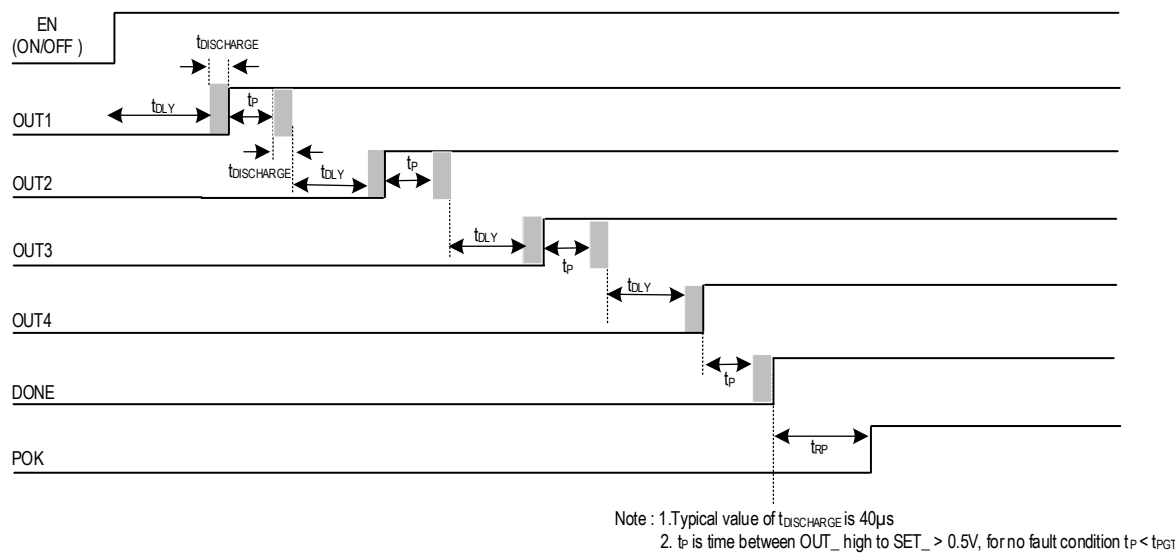 EN
(ON/OFF )
tDISCHARGE
tDLY
tP
OUT1
tDISCHARGE
tDLY
tP
OUT2
tDLY
tP
OUT3
tDLY
OUT4
tP
DONE
tRP
POK
Note : 1.Typical value of tDISCHARGE is 40µs
2. tP is time between OUT_ high to SET_ > 0.5V, for no fault condition tP < tPGT